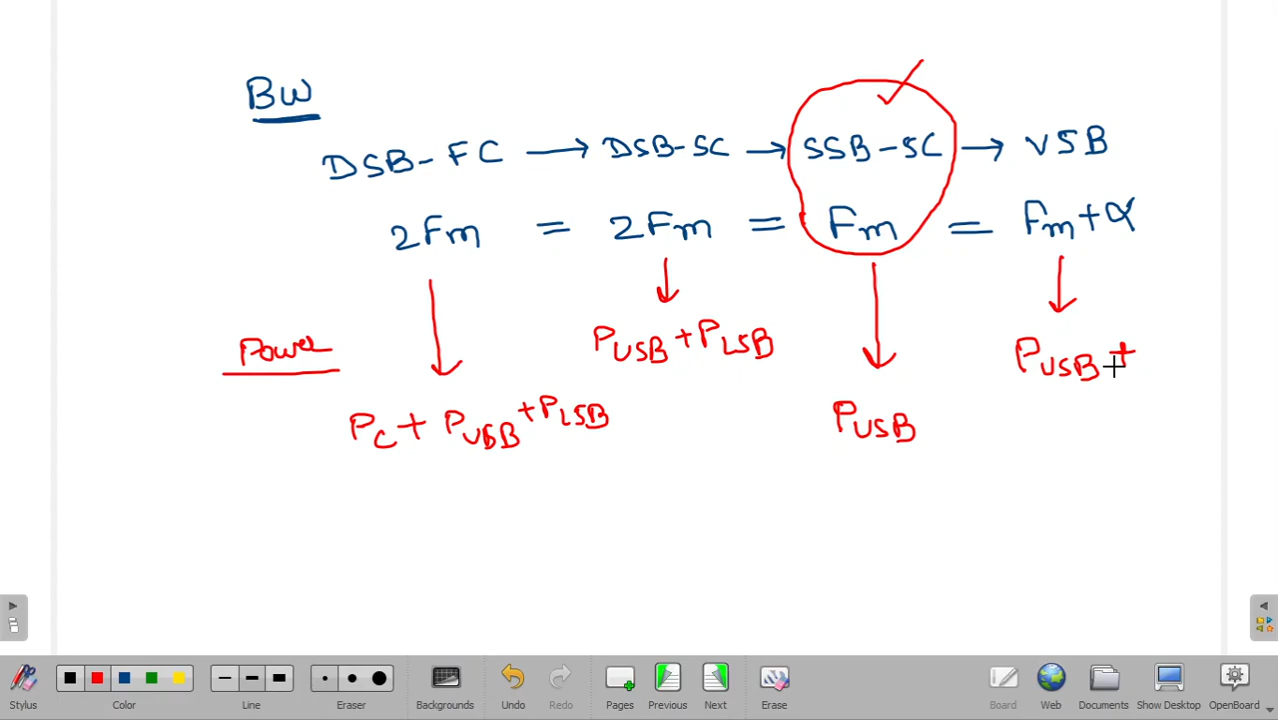 BW
DSB-FC → DSB-SC → SSB-SC → VSB
2Fm = 2Fm = Fm = Fm+α
Power
PUSB+PLSB
PUSB+
PC+ PUSB+PLSB
PUSB
Stylus
Color
Line
Eraser
Backgrounds
Undo
Redo
Pages
Previous
Next
Erase
Board
Web
Documents
Show Desktop
OpenBoard